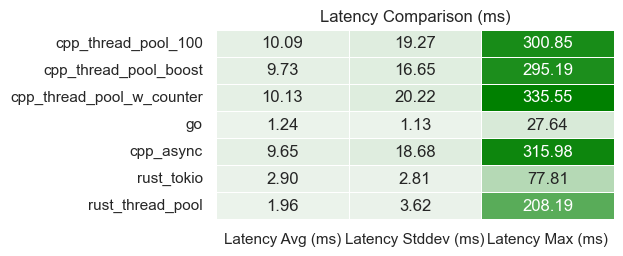 Latency Comparison (ms)
cpp_thread_pool_100 10.09 19.27 300.85
cpp_thread_pool_boost 9.73 16.65 295.19
cpp_thread_pool_w_counter 10.13 20.22 335.55
go 1.24 1.13 27.64
cpp_async 9.65 18.68 315.98
rust_tokio 2.90 2.81 77.81
rust_thread_pool 1.96 3.62 208.19
Latency Avg (ms) Latency Stddev (ms) Latency Max (ms)